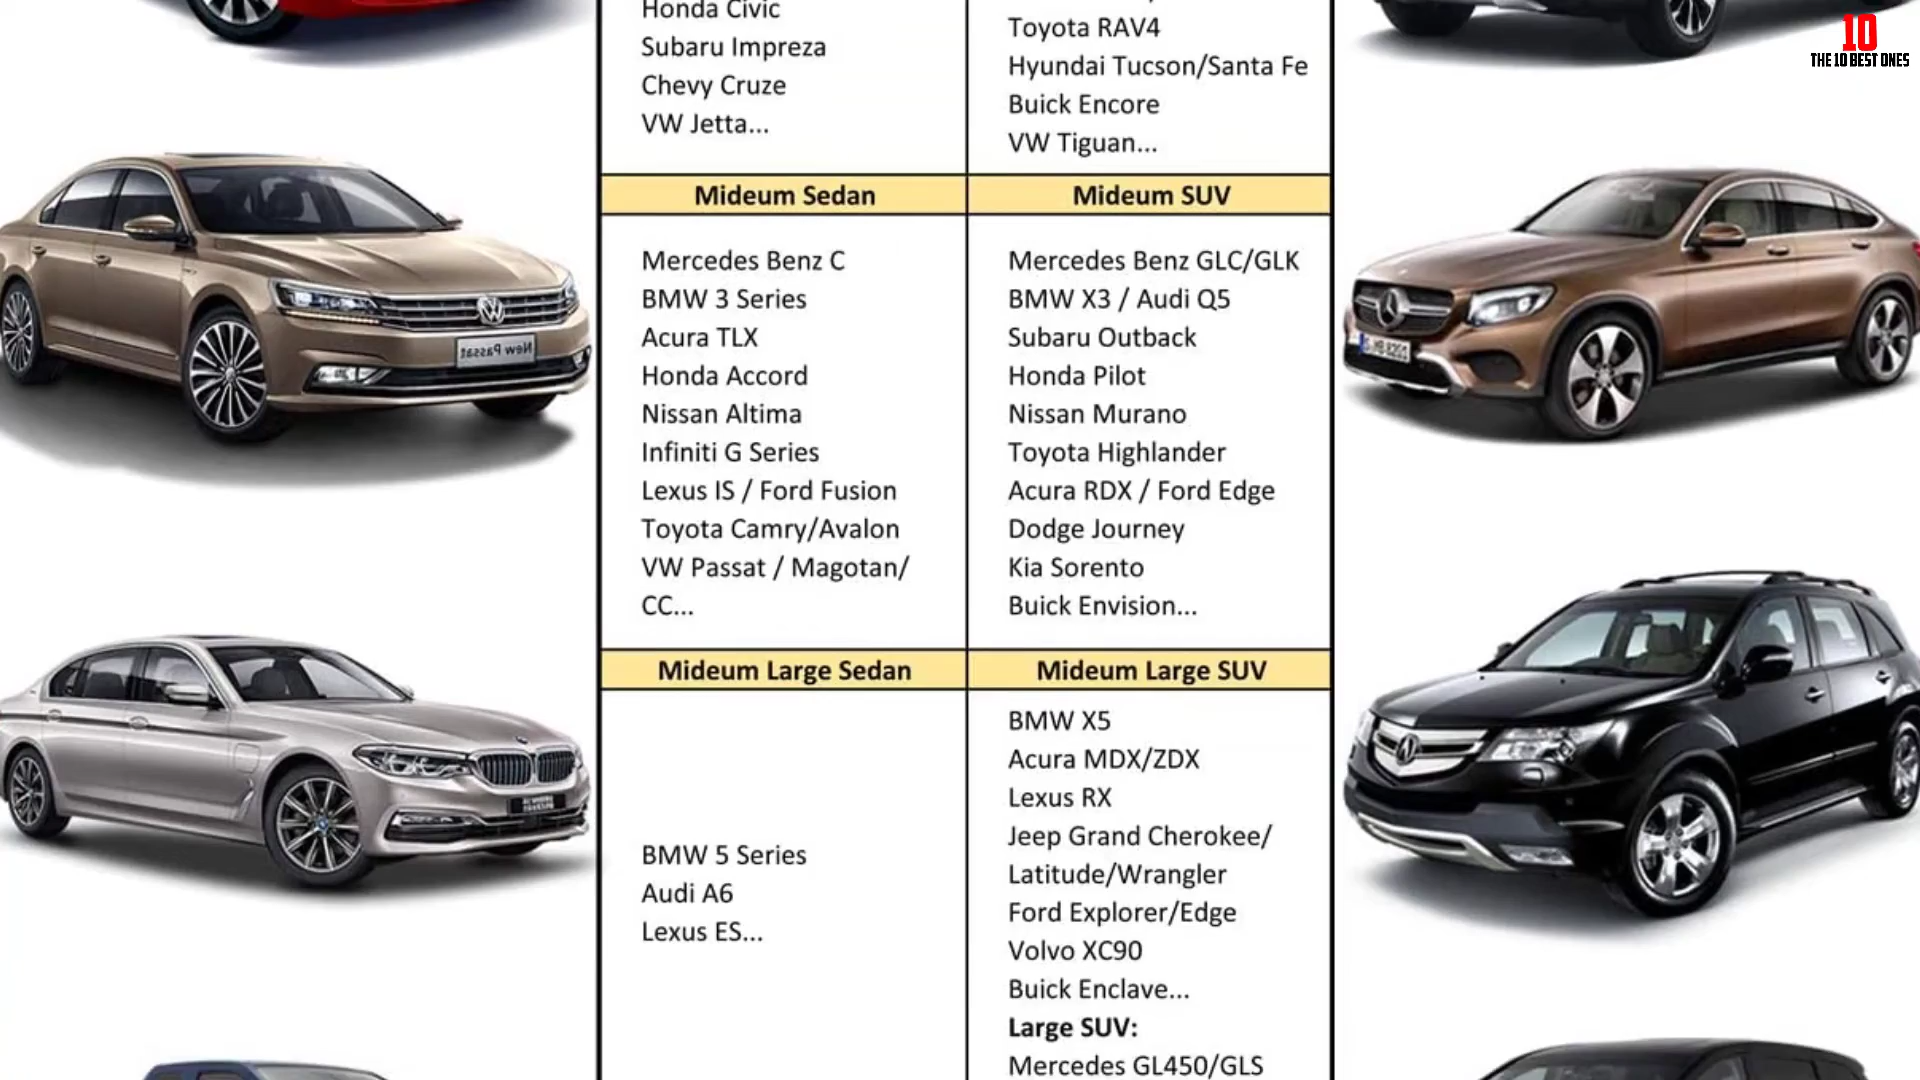 Honda Civic
Subaru Impreza
Chevy Cruze
VW Jetta...
Toyota RAV4
Hyundai Tucson/Santa Fe
Buick Encore
VW Tiguan...
10
THE 10 BEST ONES
Mideum Sedan
Mideum SUV
Mercedes Benz C
BMW 3 Series
Acura TLX
Honda Accord
Nissan Altima
Infiniti G Series
Lexus IS / Ford Fusion
Toyota Camry/Avalon
VW Passat / Magotan/
CC...
Mercedes Benz GLC/GLK
BMW X3 / Audi Q5
Subaru Outback
Honda Pilot
Nissan Murano
Toyota Highlander
Acura RDX / Ford Edge
Dodge Journey
Kia Sorento
Buick Envision...
New Passat
Mideum Large Sedan
Mideum Large SUV
BMW 5 Series
Audi A6
Lexus ES...
BMW X5
Acura MDX/ZDX
Lexus RX
Jeep Grand Cherokee/
Latitude/Wrangler
Ford Explorer/Edge
Volvo XC90
Buick Enclave...
Large SUV:
Mercedes GL450/GLS